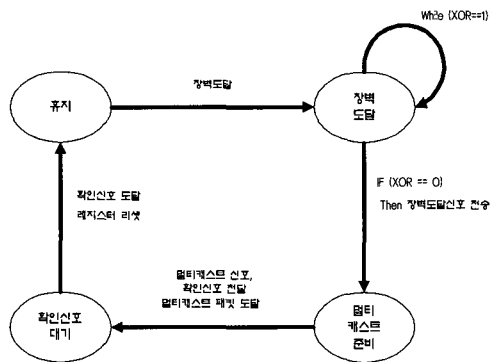 While (XOR==1)
장벽도달
휴지
장벽
도달
IF (XOR == 0)
Then 장벽도달신호 전송
확인신호 도달
레지스터 리셋
멀티캐스트 신호,
확인신호 전달
멀티캐스트 패킷 도달
확인신호
대기
멀티
캐스트
준비